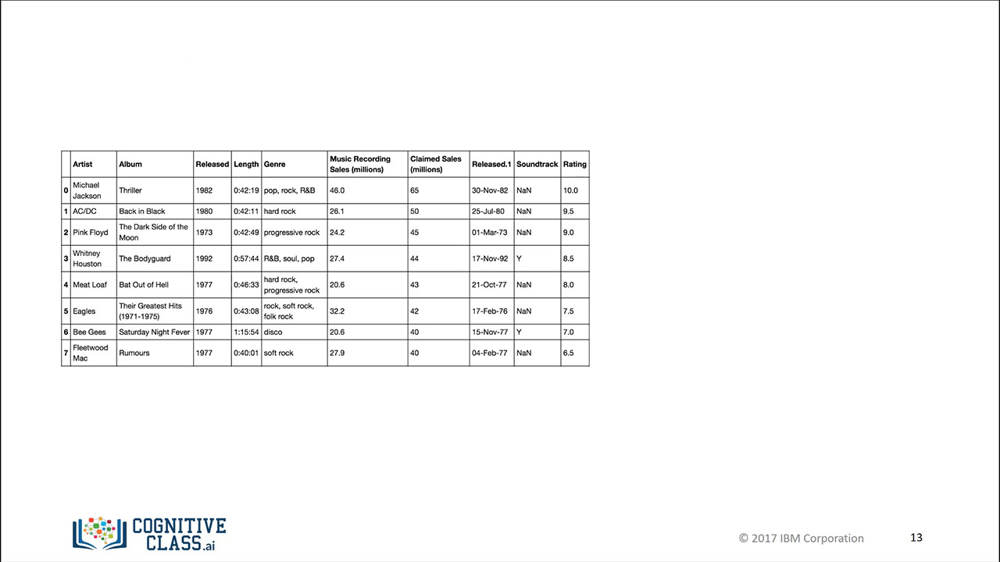 Artist Album Released Length Genre Music Recording Sales (millions) Claimed Sales (millions) Released.1 Soundtrack Rating
0 Michael Jackson Thriller 1982 0:42:19 pop, rock, R&B 46.0 65 30-Nov-82 NaN 10.0
1 AC/DC Back in Black 1980 0:42:11 hard rock 26.1 50 25-Jul-80 NaN 9.5
2 Pink Floyd The Dark Side of the Moon 1973 0:42:49 progressive rock 24.2 45 01-Mar-73 NaN 9.0
3 Whitney Houston The Bodyguard 1992 0:57:44 R&B, soul, pop 27.4 44 17-Nov-92 Y 8.5
4 Meat Loaf Bat Out of Hell 1977 0:46:33 hard rock, progressive rock 20.6 43 21-Oct-77 NaN 8.0
5 Eagles Their Greatest Hits (1971-1975) 1976 0:43:08 rock, soft rock, folk rock 32.2 42 17-Feb-76 NaN 7.5
6 Bee Gees Saturday Night Fever 1977 1:15:54 disco 20.6 40 15-Nov-77 Y 7.0
7 Fleetwood Mac Rumours 1977 0:40:01 soft rock 27.9 40 04-Feb-77 NaN 6.5
COGNITIVE
CLASS.ai
© 2017 IBM Corporation 13